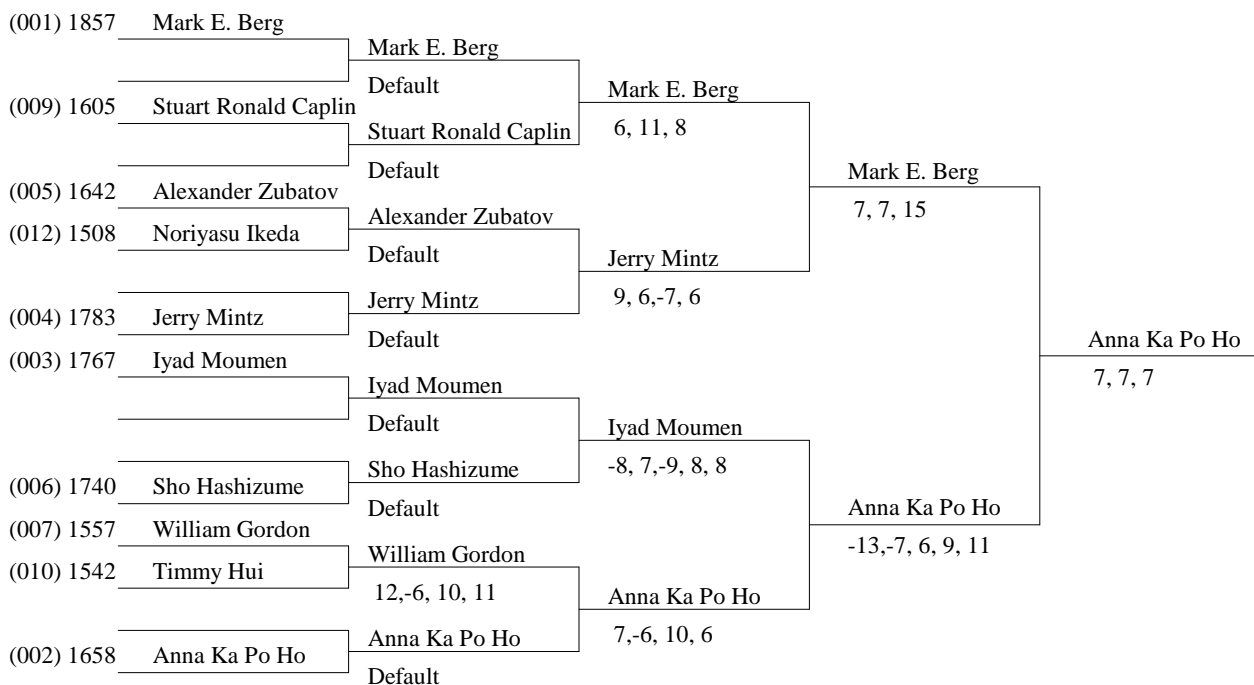 (001) 1857 Mark E. Berg
Mark E. Berg
Default
Mark E. Berg
6, 11, 8
(009) 1605 Stuart Ronald Caplin
Stuart Ronald Caplin
Default
Mark E. Berg
7, 7, 15
(005) 1642 Alexander Zubatov
Alexander Zubatov
(012) 1508 Noriyasu Ikeda
Default
Jerry Mintz
9, 6,-7, 6
Jerry Mintz
(004) 1783 Jerry Mintz
Default
Anna Ka Po Ho
7, 7, 7
(003) 1767 Iyad Moumen
Iyad Moumen
Default
Iyad Moumen
-8, 7,-9, 8, 8
Sho Hashizume
(006) 1740 Sho Hashizume
Default
Anna Ka Po Ho
-13,-7, 6, 9, 11
(007) 1557 William Gordon
William Gordon
(010) 1542 Timmy Hui
12,-6, 10, 11
Anna Ka Po Ho
7,-6, 10, 6
Anna Ka Po Ho
(002) 1658 Anna Ka Po Ho
Default